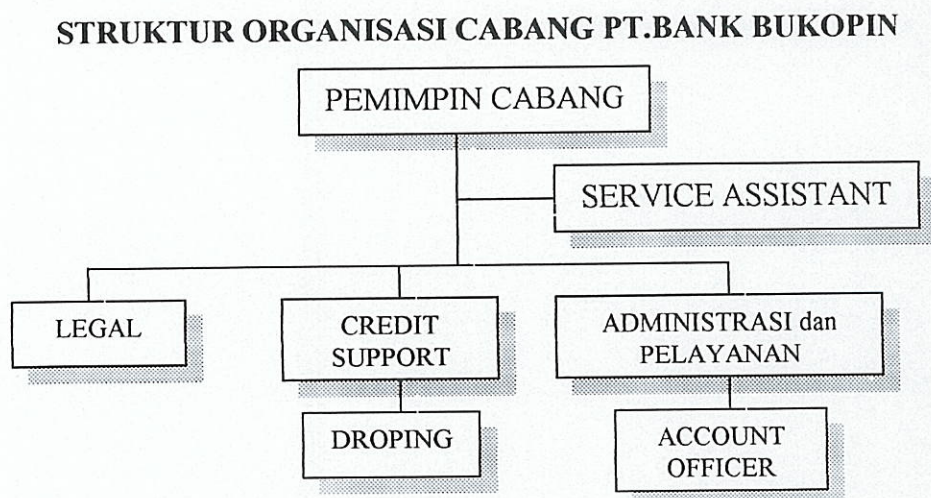 STRUKTUR ORGANISASI CABANG PT.BANK BUKOPIN
PEMIMPIN CABANG
SERVICE ASSISTANT
LEGAL
CREDIT
SUPPORT
ADMINISTRASI dan
PELAYANAN
DROPING
ACCOUNT
OFFICER